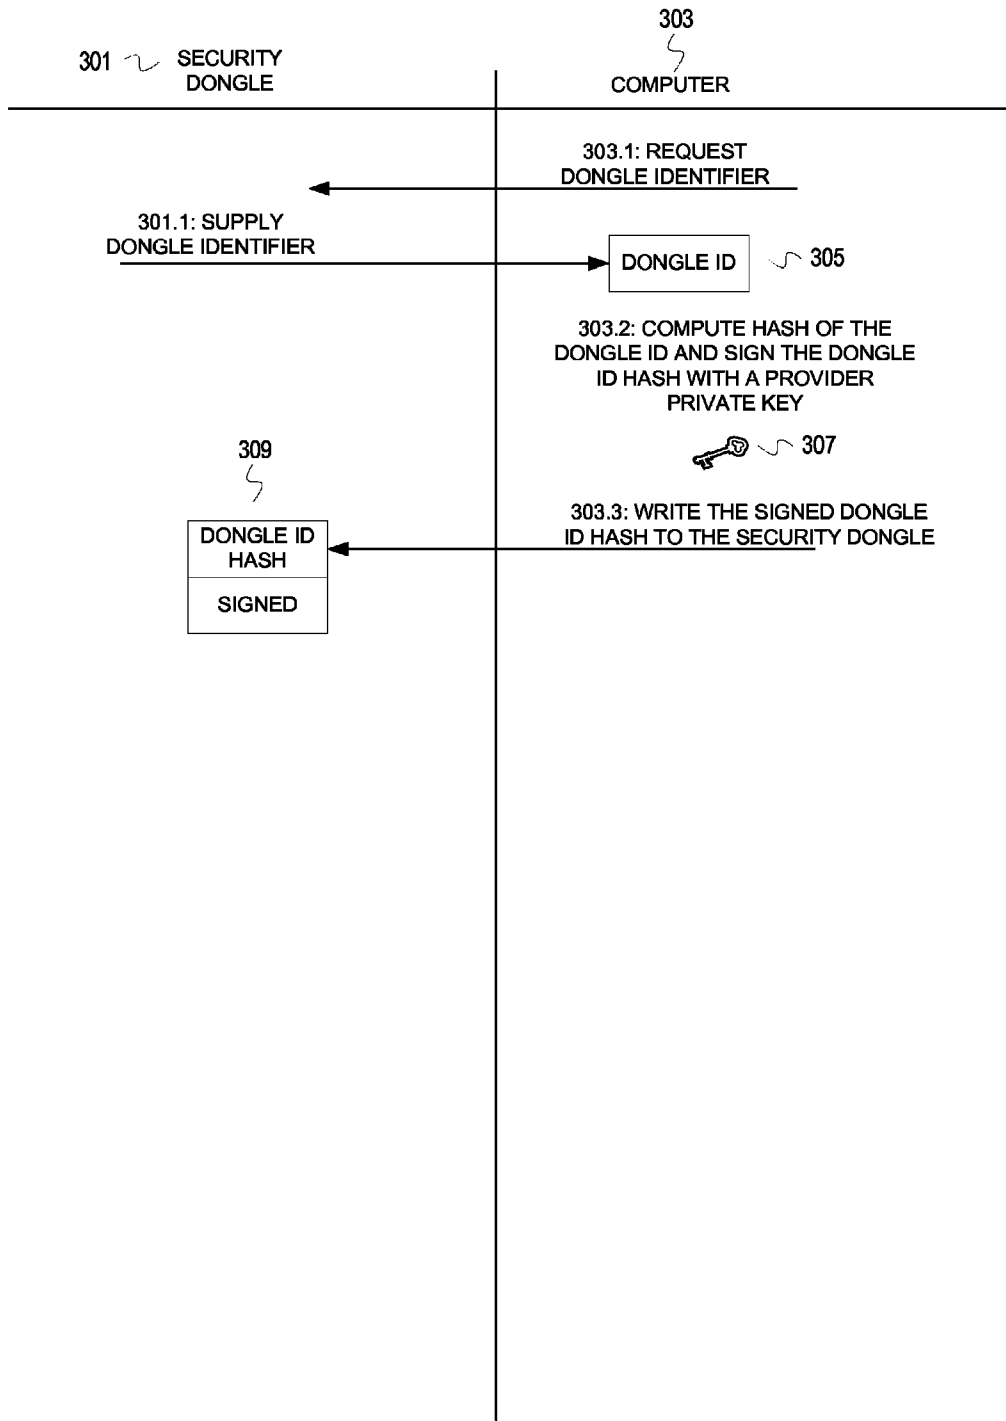 303
301
SECURITY
DONGLE
COMPUTER
303.1: REQUEST
DONGLE IDENTIFIER
301.1: SUPPLY
DONGLE IDENTIFIER
DONGLE ID
305
303.2: COMPUTE HASH OF THE
DONGLE ID AND SIGN THE DONGLE
ID HASH WITH A PROVIDER
PRIVATE KEY
307
309
303.3: WRITE THE SIGNED DONGLE
ID HASH TO THE SECURITY DONGLE
DONGLE ID
HASH
SIGNED